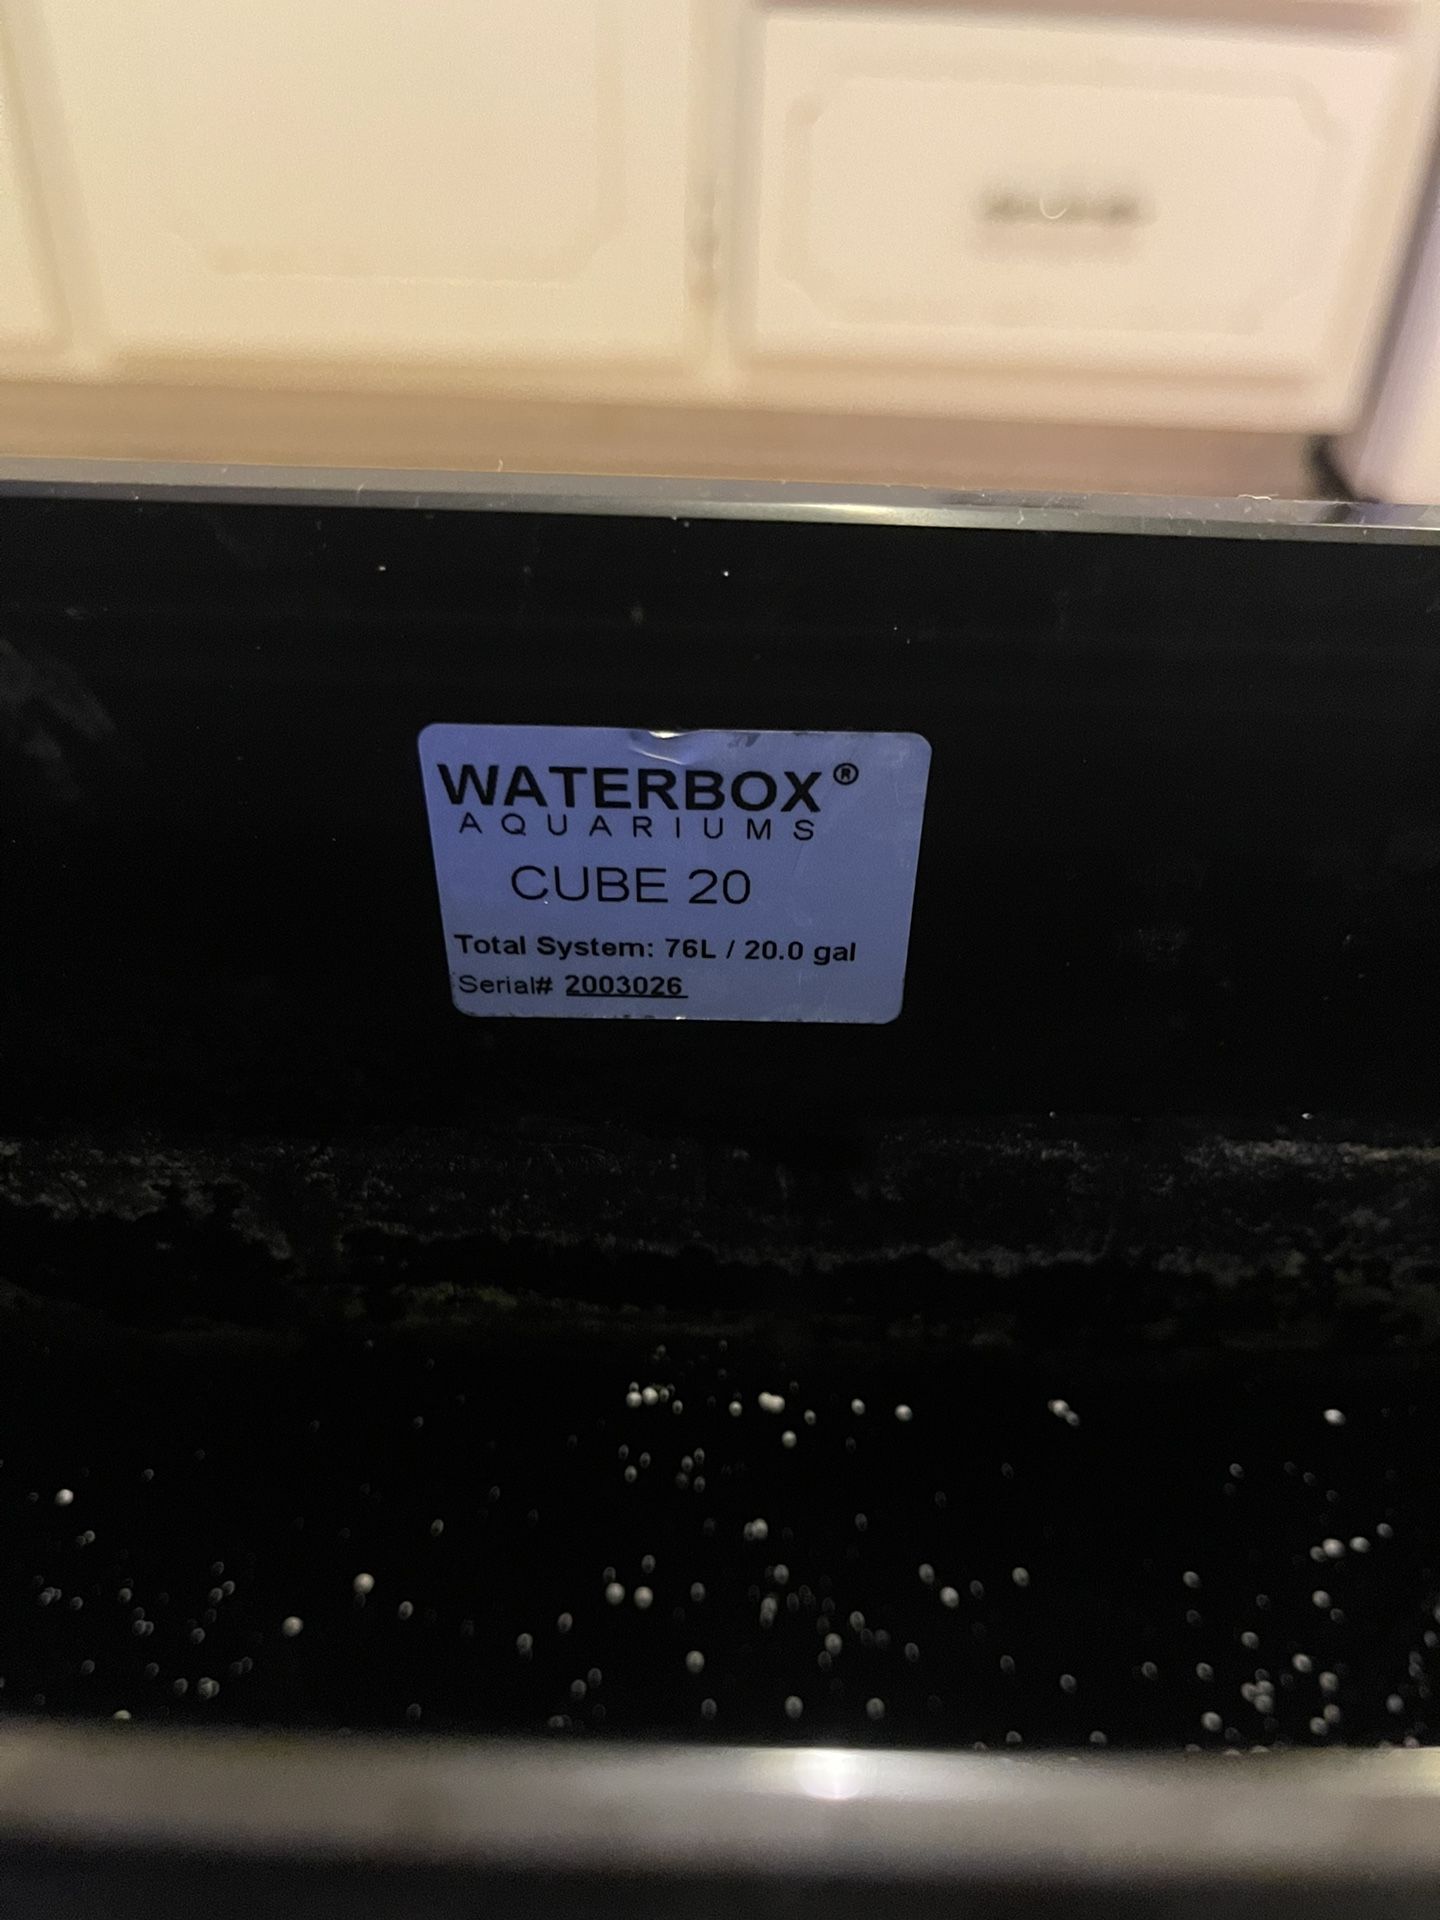 WATERBOX®
AQUARIUMS
CUBE 20
Total System: 76L / 20.0 gal
Serial# 2003026